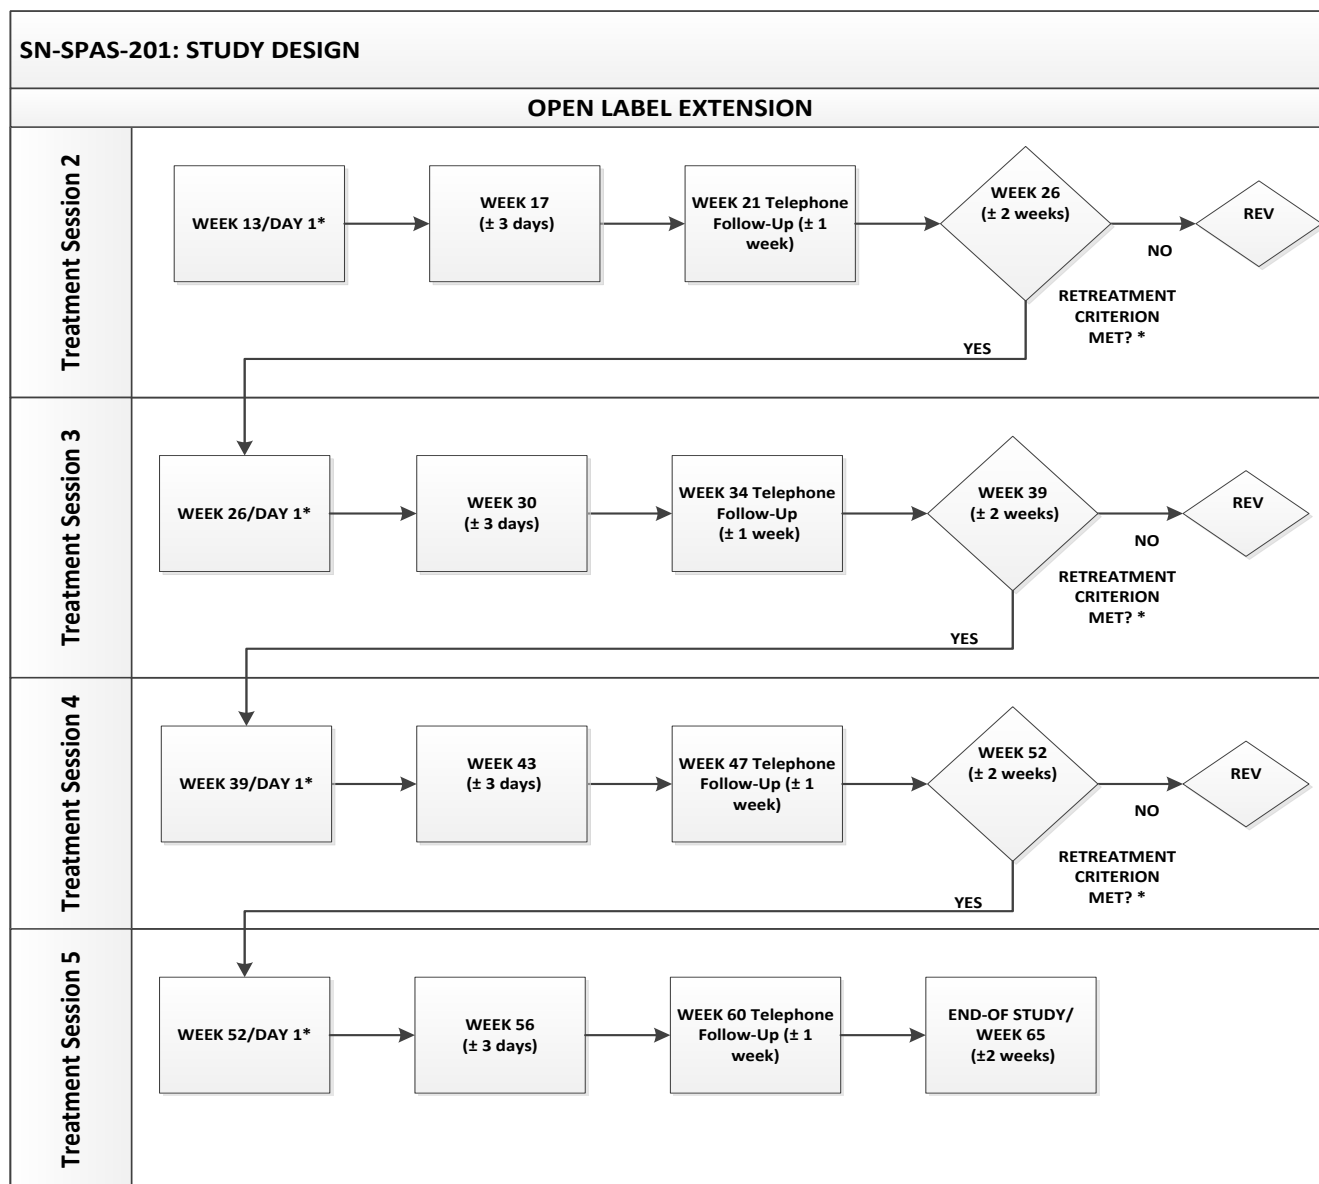 SN-SPAS-201: STUDY DESIGN
OPEN LABEL EXTENSION
Treatment Session 2
WEEK 13/DAY 1*
WEEK 17
(± 3 days)
WEEK 21 Telephone
Follow-Up (± 1
week)
WEEK 26
(± 2 weeks)
REV
NO
RETREATMENT
CRITERION
MET? *
YES
Treatment Session 3
WEEK 26/DAY 1*
WEEK 30
(± 3 days)
WEEK 34 Telephone
Follow-Up
(± 1 week)
WEEK 39
(± 2 weeks)
REV
NO
RETREATMENT
CRITERION
MET? *
YES
Treatment Session 4
WEEK 39/DAY 1*
WEEK 43
(± 3 days)
WEEK 47 Telephone
Follow-Up (± 1
week)
WEEK 52
(± 2 weeks)
REV
NO
RETREATMENT
CRITERION
MET? *
YES
Treatment Session 5
WEEK 52/DAY 1*
WEEK 56
(± 3 days)
WEEK 60 Telephone
Follow-Up (± 1
week)
END-OF STUDY/
WEEK 65
(±2 weeks)